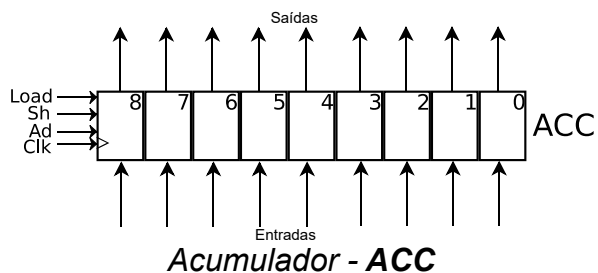 Saídas
Load
Sh
Ad
Clk
8 7 6 5 4 3 2 1 0
ACC
Entradas
Acumulador - ACC